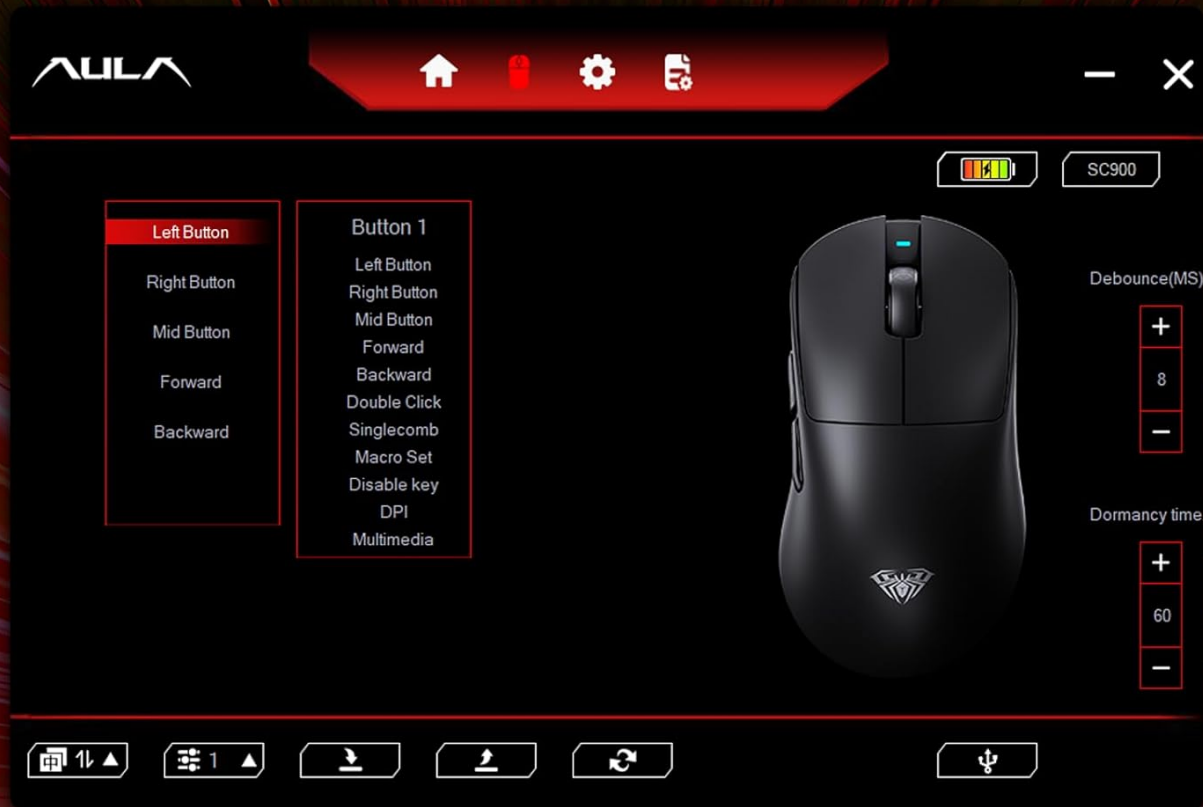 AULA
SC900
Left Button
Right Button
Mid Button
Forward
Backward
Button 1
Left Button
Right Button
Mid Button
Forward
Backward
Double Click
Singlecomb
Macro Set
Disable key
DPI
Multimedia
Debounce(MS)
+
8
−
Dormancy time
+
60
−
中
1